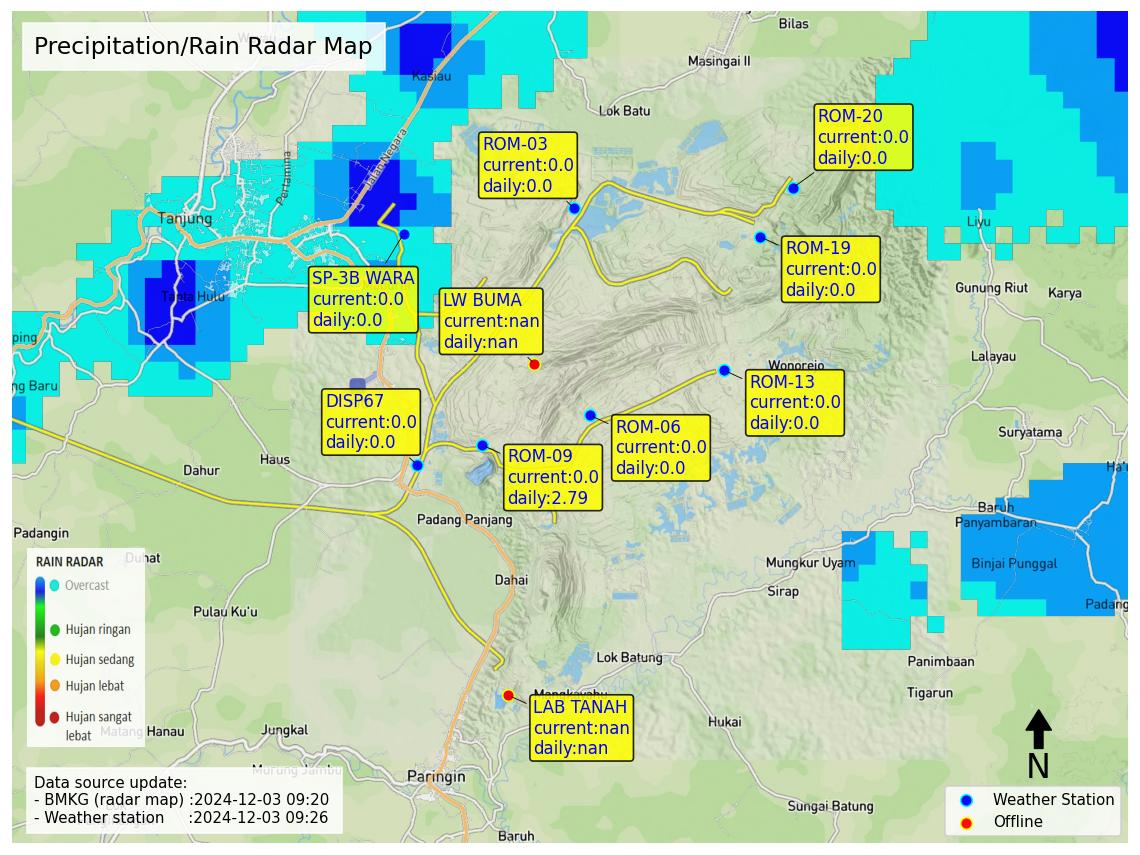 Precipitation/Rain Radar Map
Bilas
Masingai II
Kasiau
Lok Batu
ROM-20
current:0.0
daily:0.0
ROM-03
current:0.0
daily:0.0
Jalan Negara
Pertamina
Tanjung
Liyu
ROM-19
current:0.0
daily:0.0
SP-3B WARA
current:0.0
daily:0.0
LW BUMA
current:nan
daily:nan
Tanta Hulu
Gunung Riut
Karya
ping
Lalayau
Wonorejo
ng Baru
ROM-13
current:0.0
daily:0.0
DISP67
current:0.0
daily:0.0
ROM-06
current:0.0
daily:0.0
Suryatama
ROM-09
current:0.0
daily:2.79
Haus
Dahur
Padang Panjang
Baruh
Panyambaran
Padangin
Duhat
Mungkur Uyam
Binjai Punggal
Dahai
Sirap
Padang
Pulau Ku'u
RAIN RADAR
Overcast
Hujan ringan
Hujan sedang
Hujan lebat
Hujan sangat
lebat
Lok Batung
Panimbaan
Tigarun
LAB TANAH
current:nan
daily:nan
Hukai
Matang Hanau
Jungkal
Murung Jambu
Paringin
Sungai Batung
Baruh
N
Data source update:
- BMKG (radar map) :2024-12-03 09:20
- Weather station :2024-12-03 09:26
Weather Station
Offline